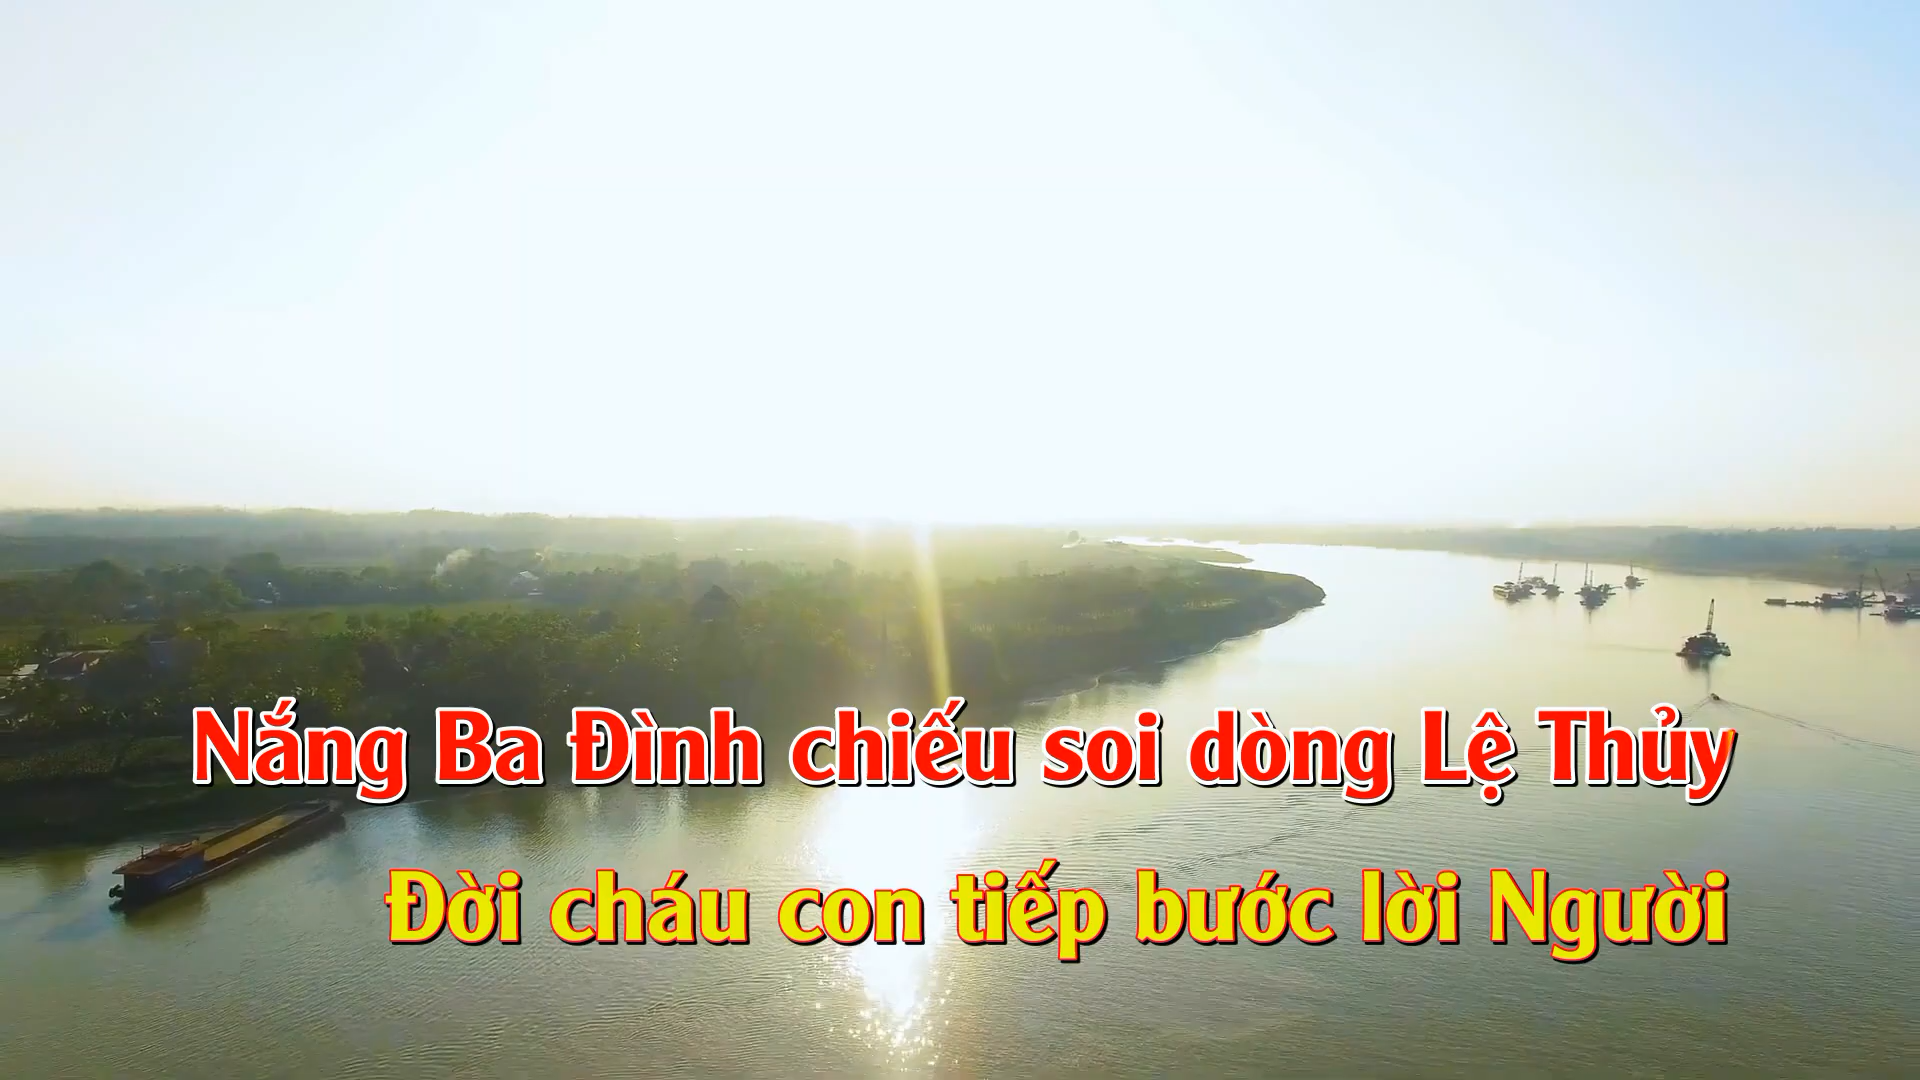 Nắng Ba Đình chiếu soi dòng Lệ Thủy
Đời cháu con tiếp bước lời Người